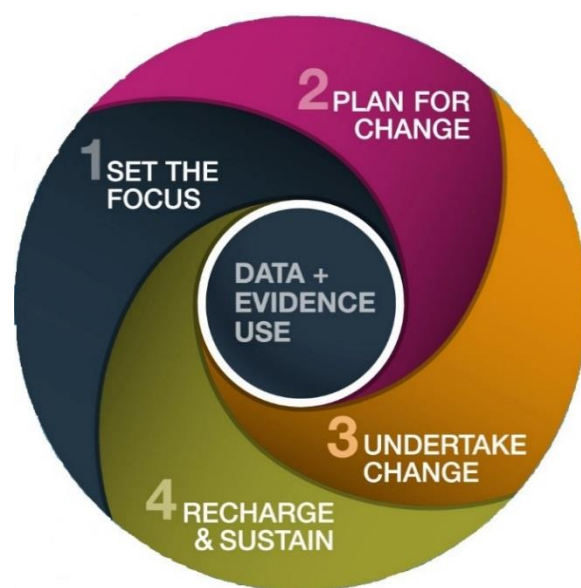 1 SET THE
FOCUS
2 PLAN FOR
CHANGE
3 UNDERTAKE
CHANGE
4 RECHARGE
& SUSTAIN
DATA +
EVIDENCE
USE